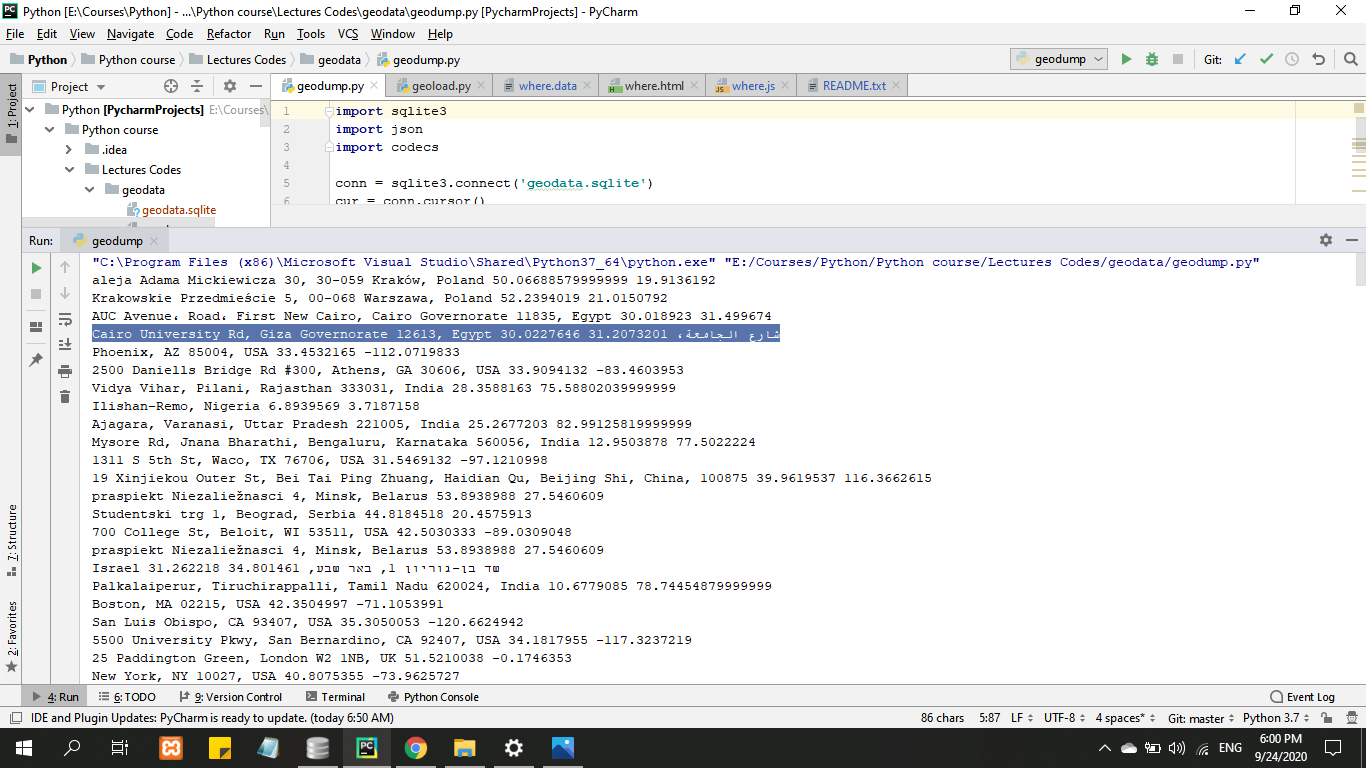 Python [E:\Courses\Python] - ...\Python course\Lectures Codes\geodata\geodump.py [PycharmProjects] - PyCharm
File Edit View Navigate Code Refactor Run Tools VCS Window Help
Python Python course Lectures Codes geodata geodump.py
geodump Git:
1: Project
Project
geodump.py geoload.py where.data where.html where.js README.txt
Python [PycharmProjects] E:\Courses\
Python course
.idea
Lectures Codes
geodata
geodata.sqlite
1 import sqlite3
2 import json
3 import codecs
4
5 conn = sqlite3.connect('geodata.sqlite')
6 cur = conn.cursor()
Run: geodump
"C:\Program Files (x86)\Microsoft Visual Studio\Shared\Python37_64\python.exe" "E:/Courses/Python/Python course/Lectures Codes/geodata/geodump.py"
aleja Adama Mickiewicza 30, 30-059 Kraków, Poland 50.06688579999999 19.9136192
Krakowskie Przedmieście 5, 00-068 Warszawa, Poland 52.2394019 21.0150792
AUC Avenue، Road، First New Cairo, Cairo Governorate 11835, Egypt 30.018923 31.499674
شارع الجامعة، Cairo University Rd, Giza Governorate 12613, Egypt 30.0227646 31.2073201
Phoenix, AZ 85004, USA 33.4532165 -112.0719833
2500 Daniells Bridge Rd #300, Athens, GA 30606, USA 33.9094132 -83.4603953
Vidya Vihar, Pilani, Rajasthan 333031, India 28.3588163 75.58802039999999
Ilishan-Remo, Nigeria 6.8939569 3.7187158
Ajagara, Varanasi, Uttar Pradesh 221005, India 25.2677203 82.99125819999999
Mysore Rd, Jnana Bharathi, Bengaluru, Karnataka 560056, India 12.9503878 77.5022224
1311 S 5th St, Waco, TX 76706, USA 31.5469132 -97.1210998
19 Xinjiekou Outer St, Bei Tai Ping Zhuang, Haidian Qu, Beijing Shi, China, 100875 39.9619537 116.3662615
praspiekt Niezaliežnasci 4, Minsk, Belarus 53.8938988 27.5460609
Studentski trg 1, Beograd, Serbia 44.8184518 20.4575913
700 College St, Beloit, WI 53511, USA 42.5030333 -89.0309048
praspiekt Niezaliežnasci 4, Minsk, Belarus 53.8938988 27.5460609
שד בן-גוריון 1, באר שבע, Israel 31.262218 34.801461
Palkalaiperur, Tiruchirappalli, Tamil Nadu 620024, India 10.6779085 78.74454879999999
Boston, MA 02215, USA 42.3504997 -71.1053991
San Luis Obispo, CA 93407, USA 35.3050053 -120.6624942
5500 University Pkwy, San Bernardino, CA 92407, USA 34.1817955 -117.3237219
25 Paddington Green, London W2 1NB, UK 51.5210038 -0.1746353
New York, NY 10027, USA 40.8075355 -73.9625727
7: Structure
2: Favorites
4: Run 6: TODO 9: Version Control Terminal Python Console Event Log
IDE and Plugin Updates: PyCharm is ready to update. (today 6:50 AM) 86 chars 5:87 LF UTF-8 4 spaces* Git: master Python 3.7
ENG 6:00 PM
9/24/2020